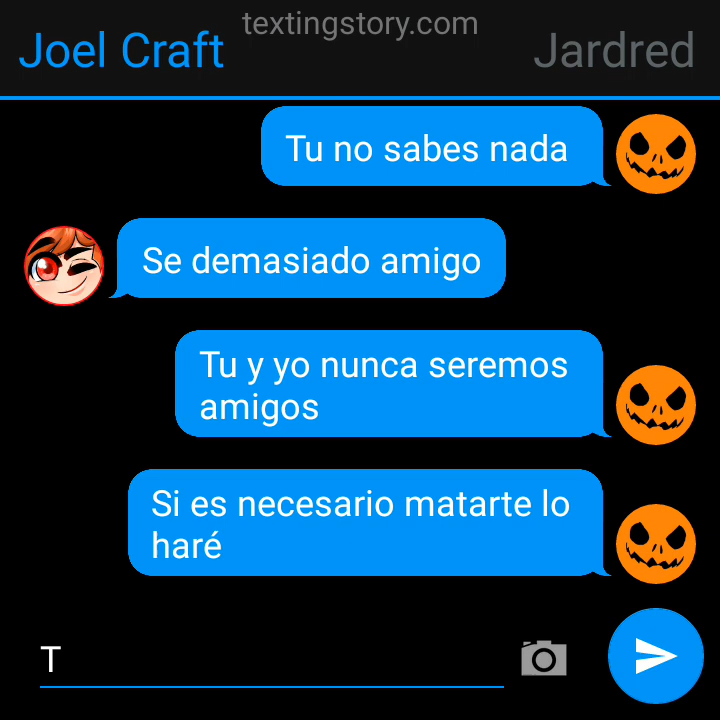 textingstory.com
Joel Craft
Jardred
Tu no sabes nada
Se demasiado amigo
Tu y yo nunca seremos
amigos
Si es necesario matarte lo
haré
T